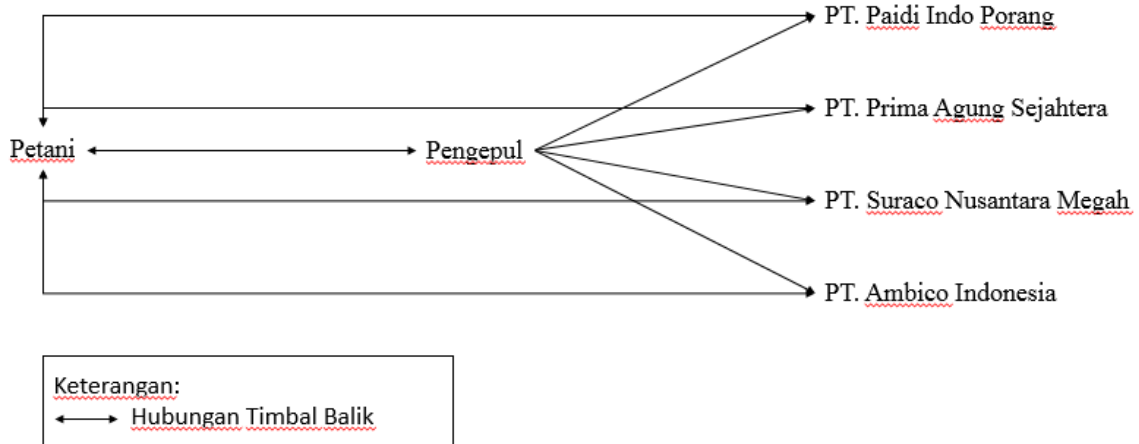 PT. Paidi Indo Porang
PT. Prima Agung Sejahtera
Petani
Pengepul
PT. Suraco Nusantara Megah
PT. Ambico Indonesia
Keterangan:
Hubungan Timbal Balik